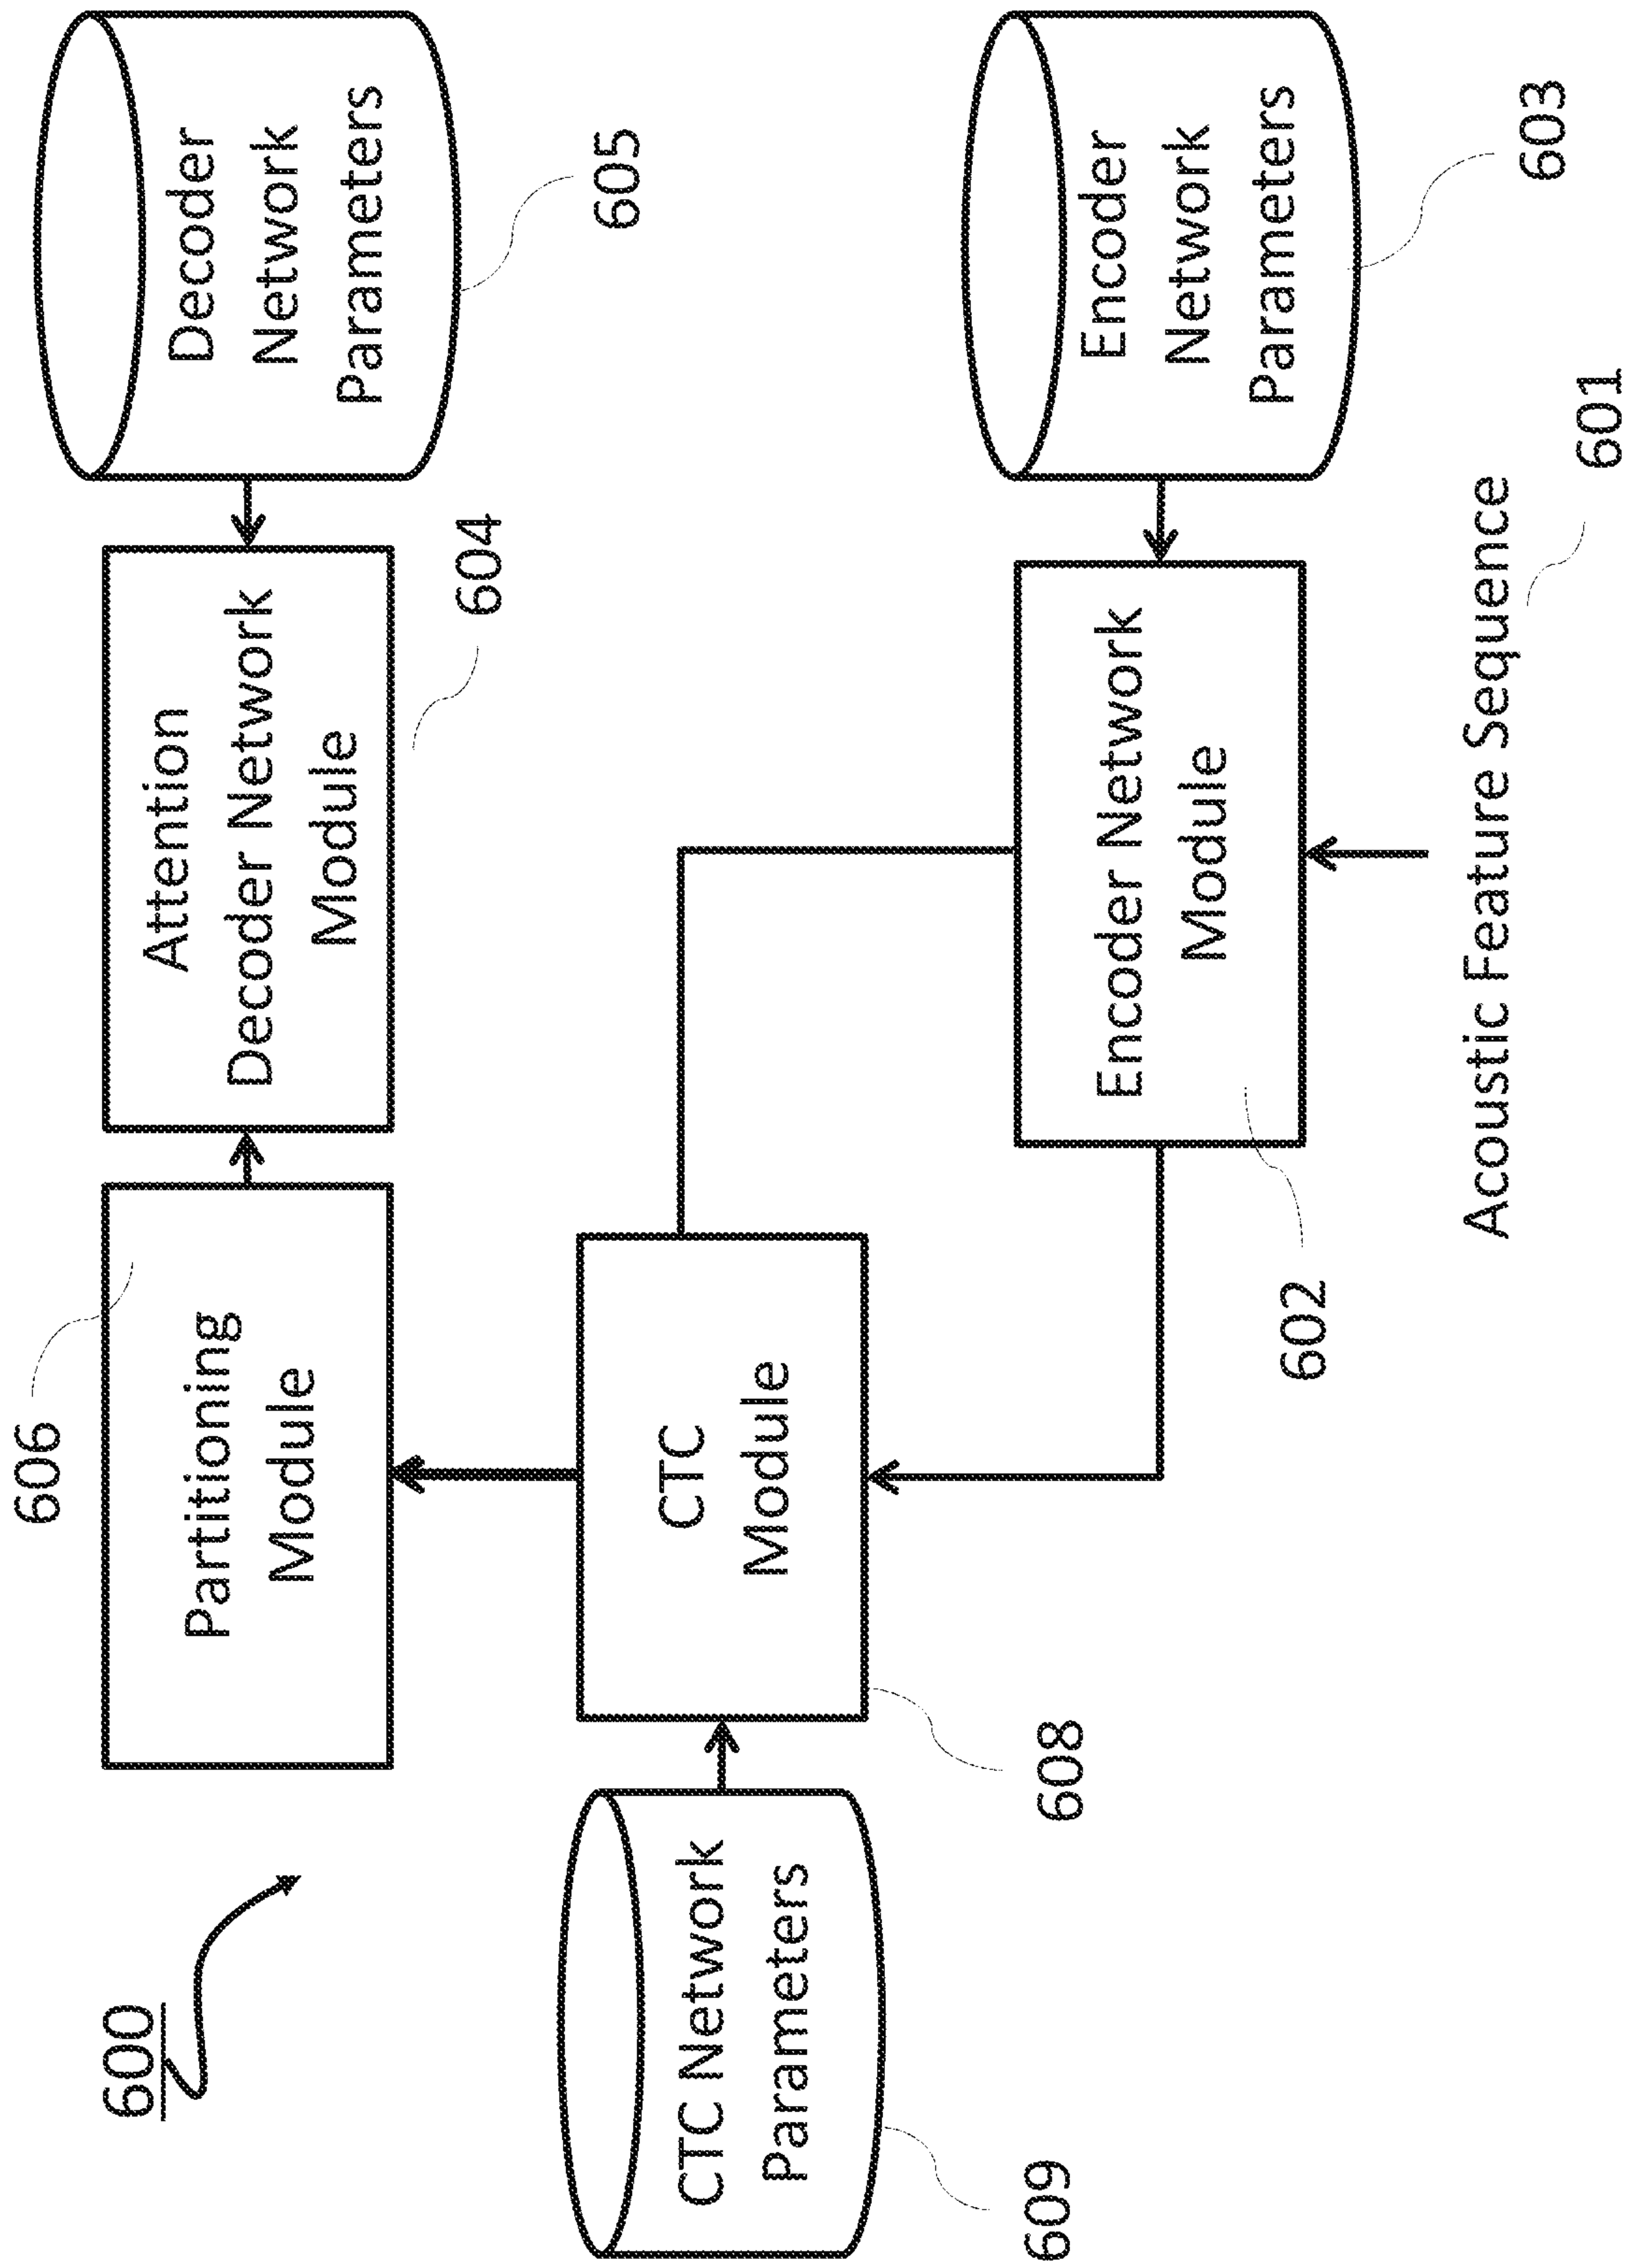 600
606
Partitioning
Module
Attention
Decoder Network
Module
604
Decoder
Network
Parameters
605
CTC Network
Parameters
609
CTC
Module
608
Encoder Network
Module
602
Encoder
Network
Parameters
603
Acoustic Feature Sequence
601